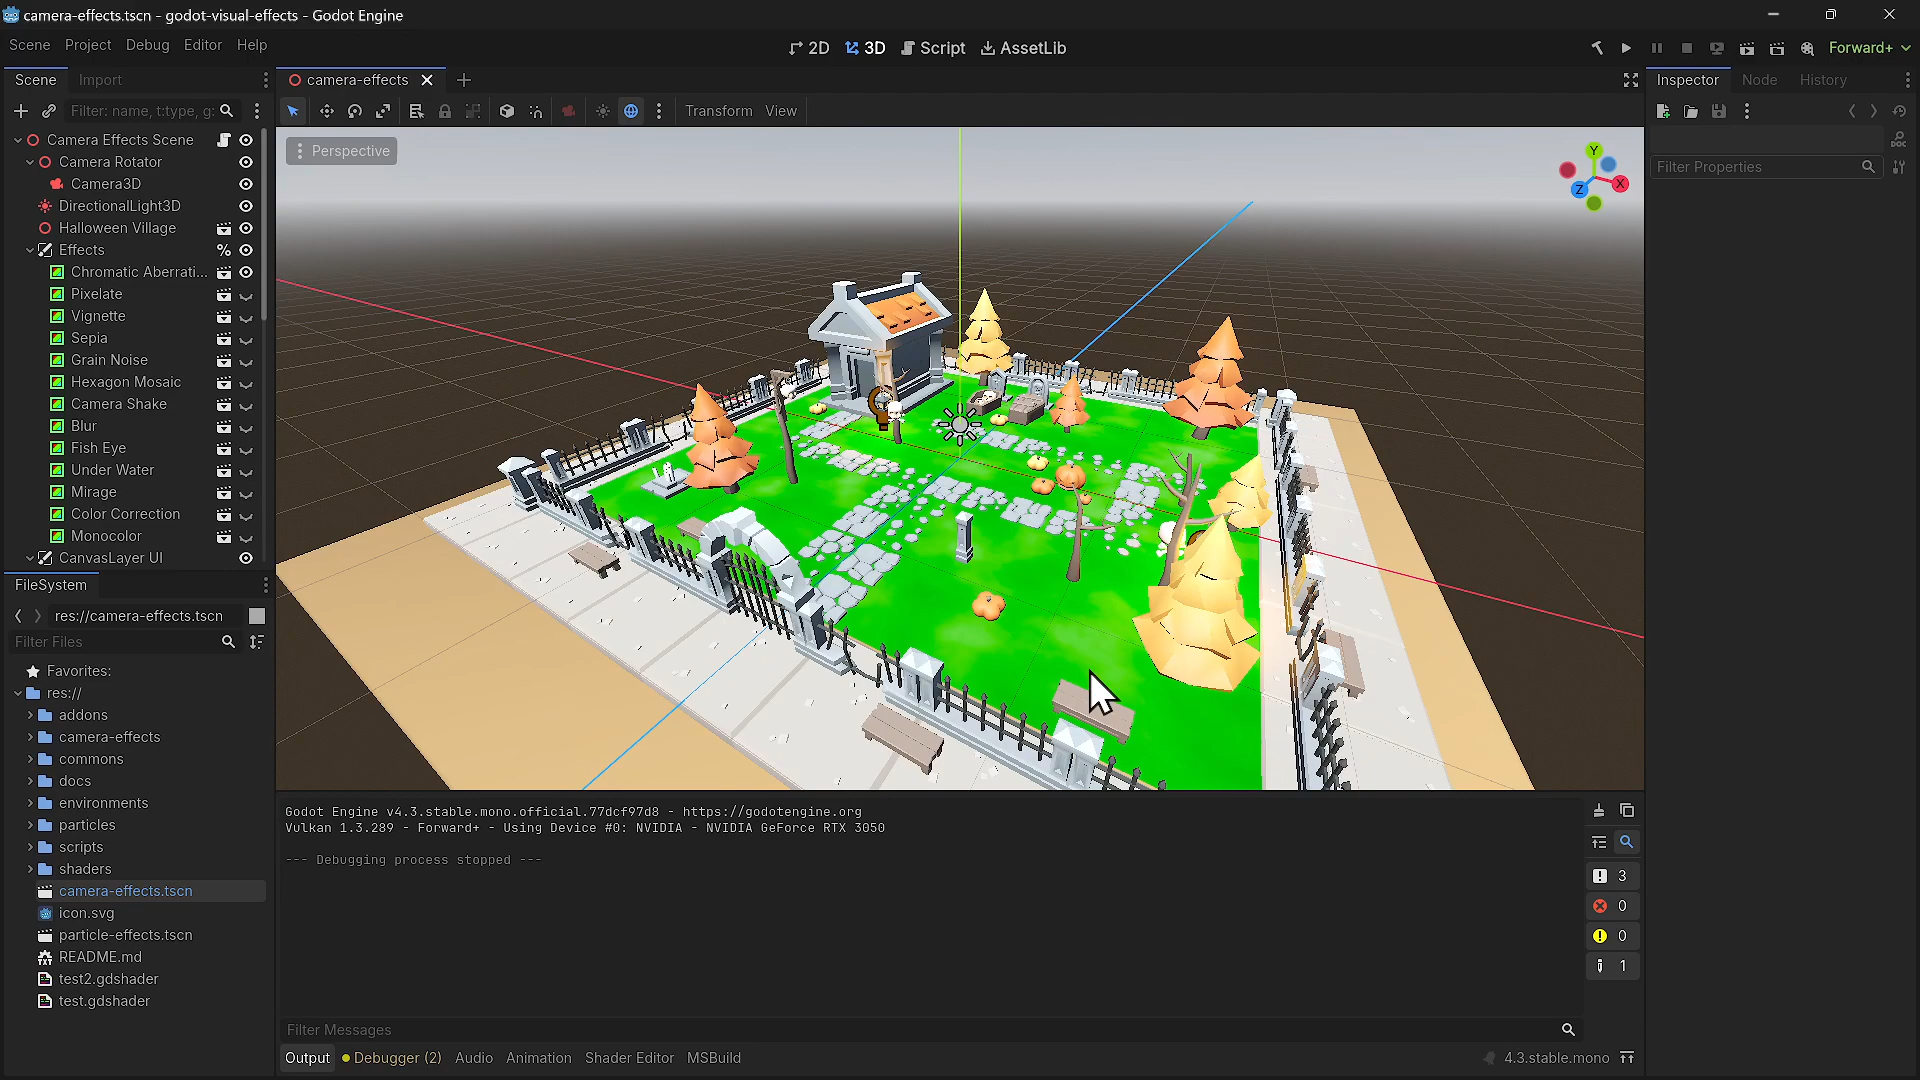 camera-effects.tscn - godot-visual-effects - Godot Engine
Scene Project Debug Editor Help
2D 3D Script AssetLib
Forward+
Scene Import
camera-effects
Inspector Node History
Filter: name, t:type, g:
Transform View
Camera Effects Scene
Camera Rotator
Camera3D
DirectionalLight3D
Halloween Village
Effects
Chromatic Aberrati...
Pixelate
Vignette
Sepia
Grain Noise
Hexagon Mosaic
Camera Shake
Blur
Fish Eye
Under Water
Mirage
Color Correction
Monocolor
CanvasLayer UI
Perspective
Y
X
Z
DOC
Filter Properties
FileSystem
res://camera-effects.tscn
Filter Files
Favorites:
res://
addons
camera-effects
commons
docs
environments
particles
scripts
shaders
camera-effects.tscn
icon.svg
particle-effects.tscn
README.md
test2.gdshader
test.gdshader
Godot Engine v4.3.stable.mono.official.77dcf97d8 - https://godotengine.org
Vulkan 1.3.289 - Forward+ - Using Device #0: NVIDIA - NVIDIA GeForce RTX 3050
--- Debugging process stopped ---
3
0
0
1
Filter Messages
Output Debugger (2) Audio Animation Shader Editor MSBuild
4.3.stable.mono